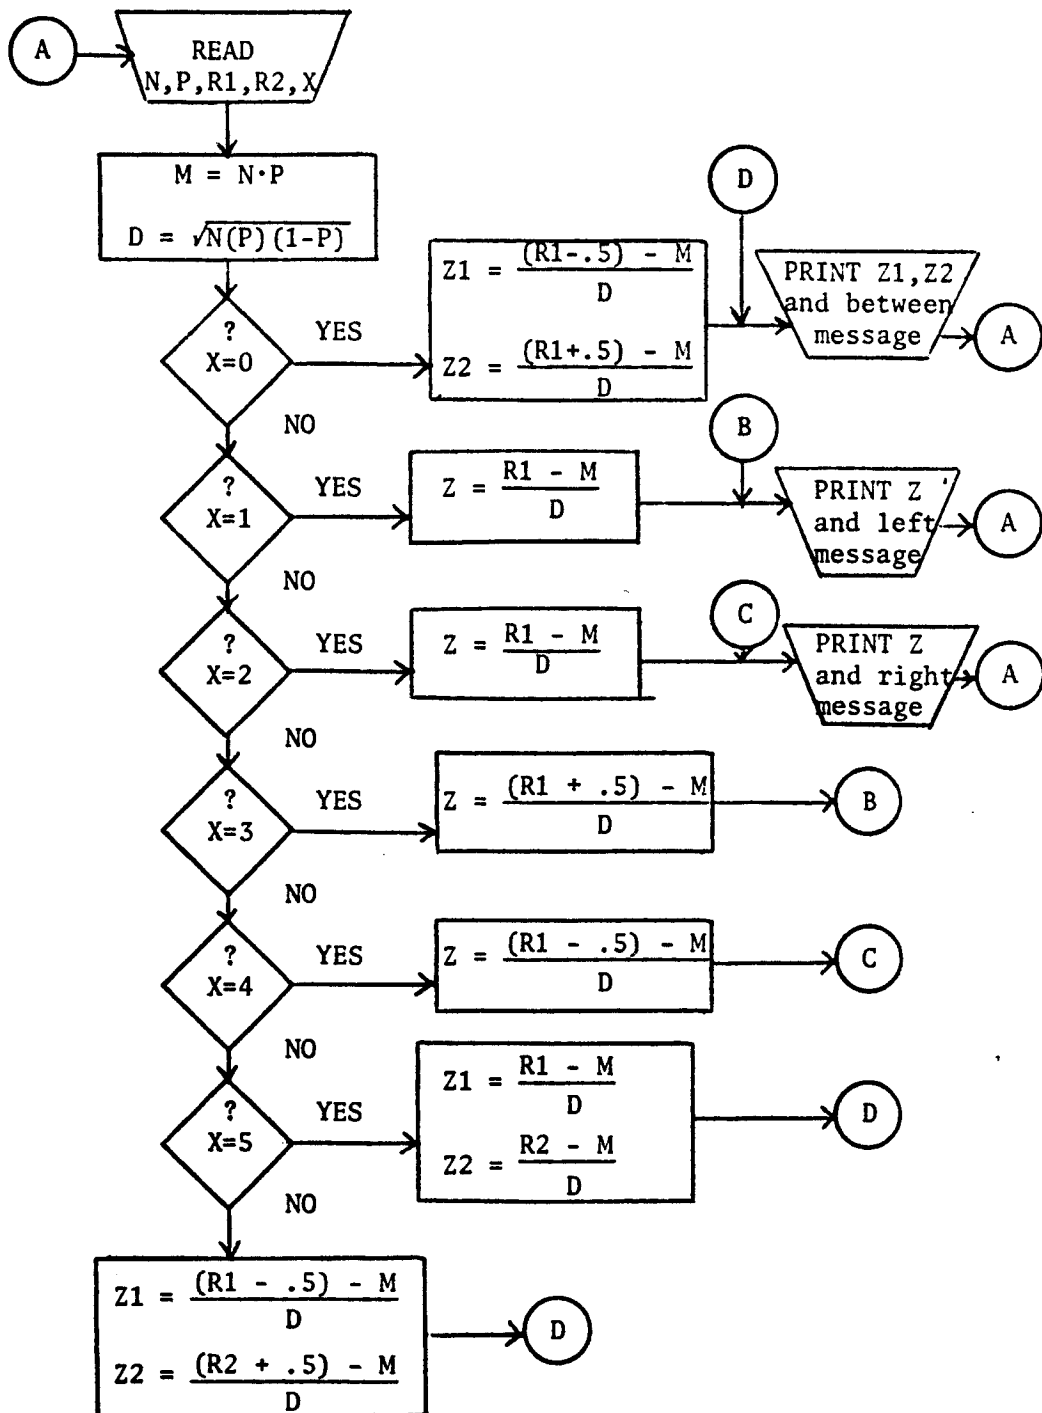 A
READ
N,P,R1,R2,X
M = N·P
D = √N(P)(1-P)
D
?
X=0
YES
Z1 = (R1-.5) - M
D
Z2 = (R1+.5) - M
D
PRINT Z1,Z2
and between
message
A
NO
B
?
X=1
YES
Z = R1 - M
D
PRINT Z
and left
message
A
NO
C
?
X=2
YES
Z = R1 - M
D
PRINT Z
and right
message
A
NO
?
X=3
YES
Z = (R1 + .5) - M
D
B
NO
?
X=4
YES
Z = (R1 - .5) - M
D
C
NO
?
X=5
YES
Z1 = R1 - M
D
Z2 = R2 - M
D
D
NO
Z1 = (R1 - .5) - M
D
Z2 = (R2 + .5) - M
D
D